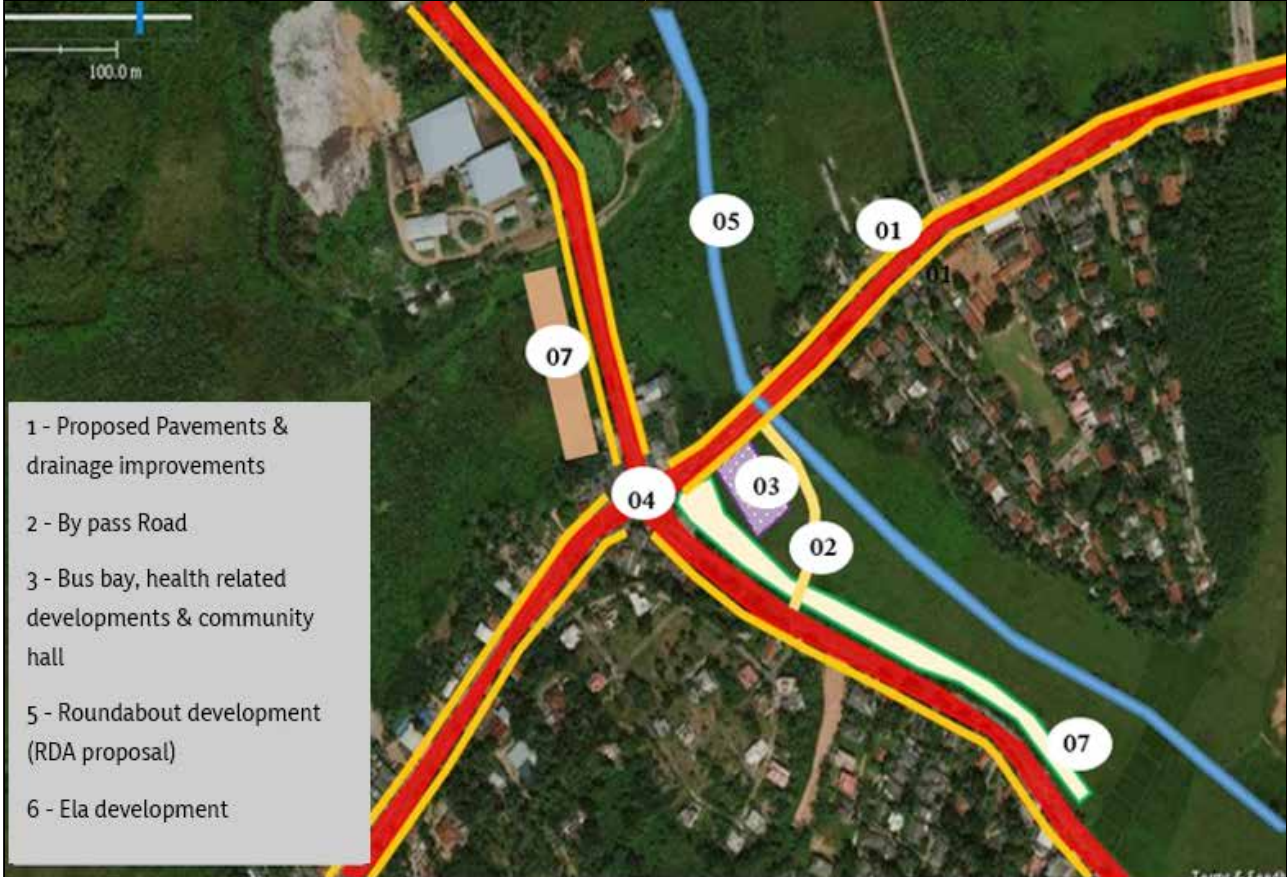 100.0 m
05
01
01
07
04
03
02
07
1 - Proposed Pavements &
drainage improvements
2 - By pass Road
3 - Bus bay, health related
developments & community
hall
5 - Roundabout development
(RDA proposal)
6 - Ela development